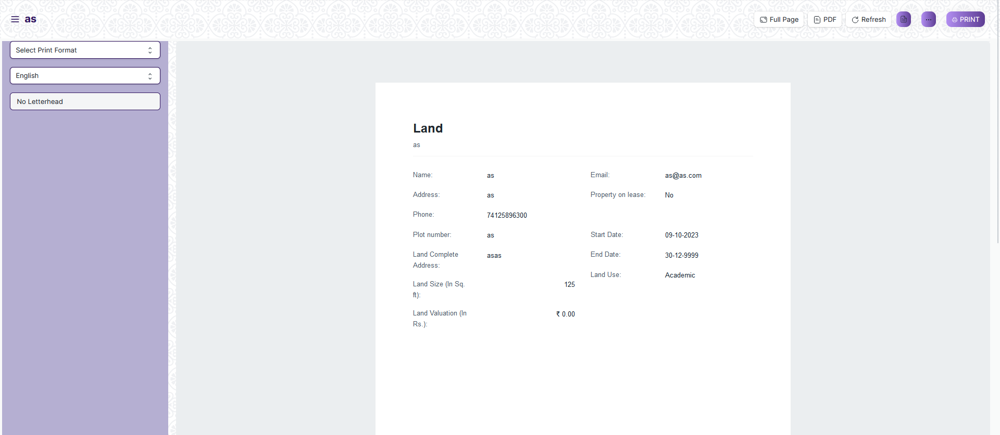 as
Full Page
PDF
Refresh
...
PRINT
Select Print Format
English
No Letterhead
Land
as
Name: as
Address: as
Phone: 74125896300
Email: as@as.com
Property on lease: No
Plot number: as
Land Complete
Address: asas
Land Size (In Sq.
ft): 125
Land Valuation (In
Rs.): ₹ 0.00
Start Date: 09-10-2023
End Date: 30-12-9999
Land Use: Academic